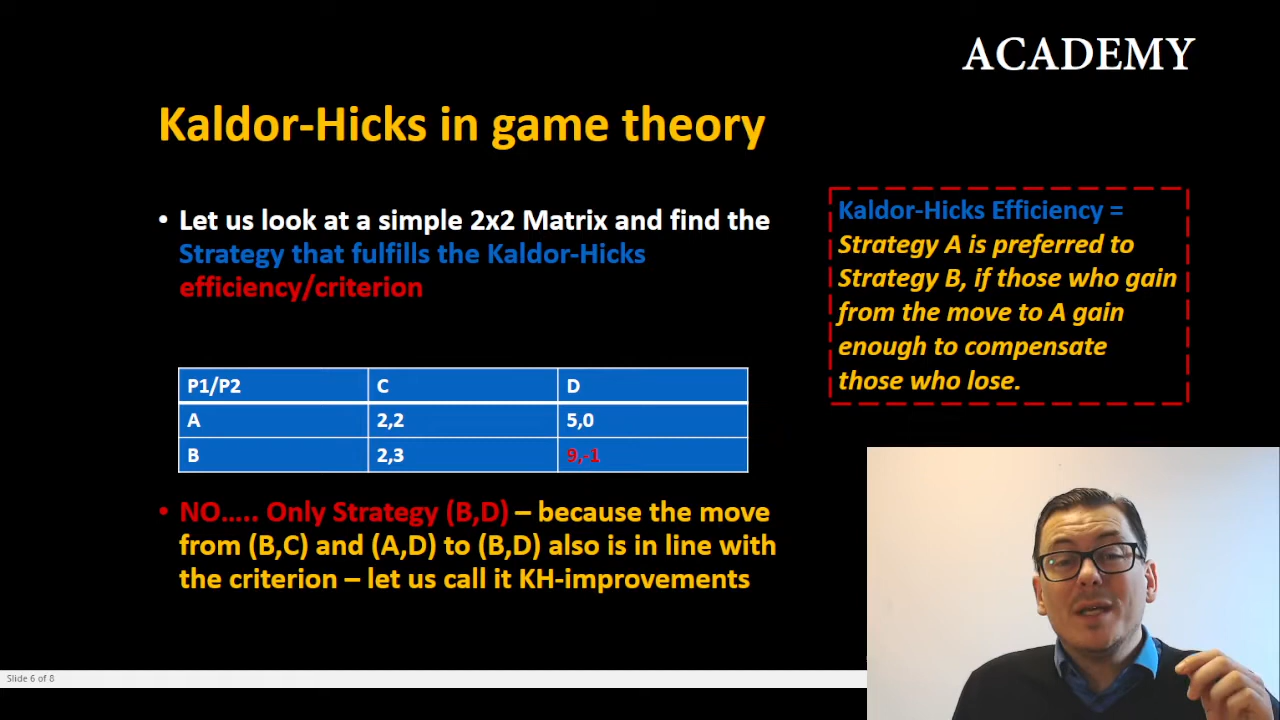 ACADEMY
Kaldor-Hicks in game theory
• Let us look at a simple 2x2 Matrix and find the
Strategy that fulfills the Kaldor-Hicks
efficiency/criterion
Kaldor-Hicks Efficiency =
Strategy A is preferred to
Strategy B, if those who gain
from the move to A gain
enough to compensate
those who lose.
P1/P2 C D
A 2,2 5,0
B 2,3 9,-1
• NO..... Only Strategy (B,D) – because the move
from (B,C) and (A,D) to (B,D) also is in line with
the criterion – let us call it KH-improvements
Slide 6 of 8